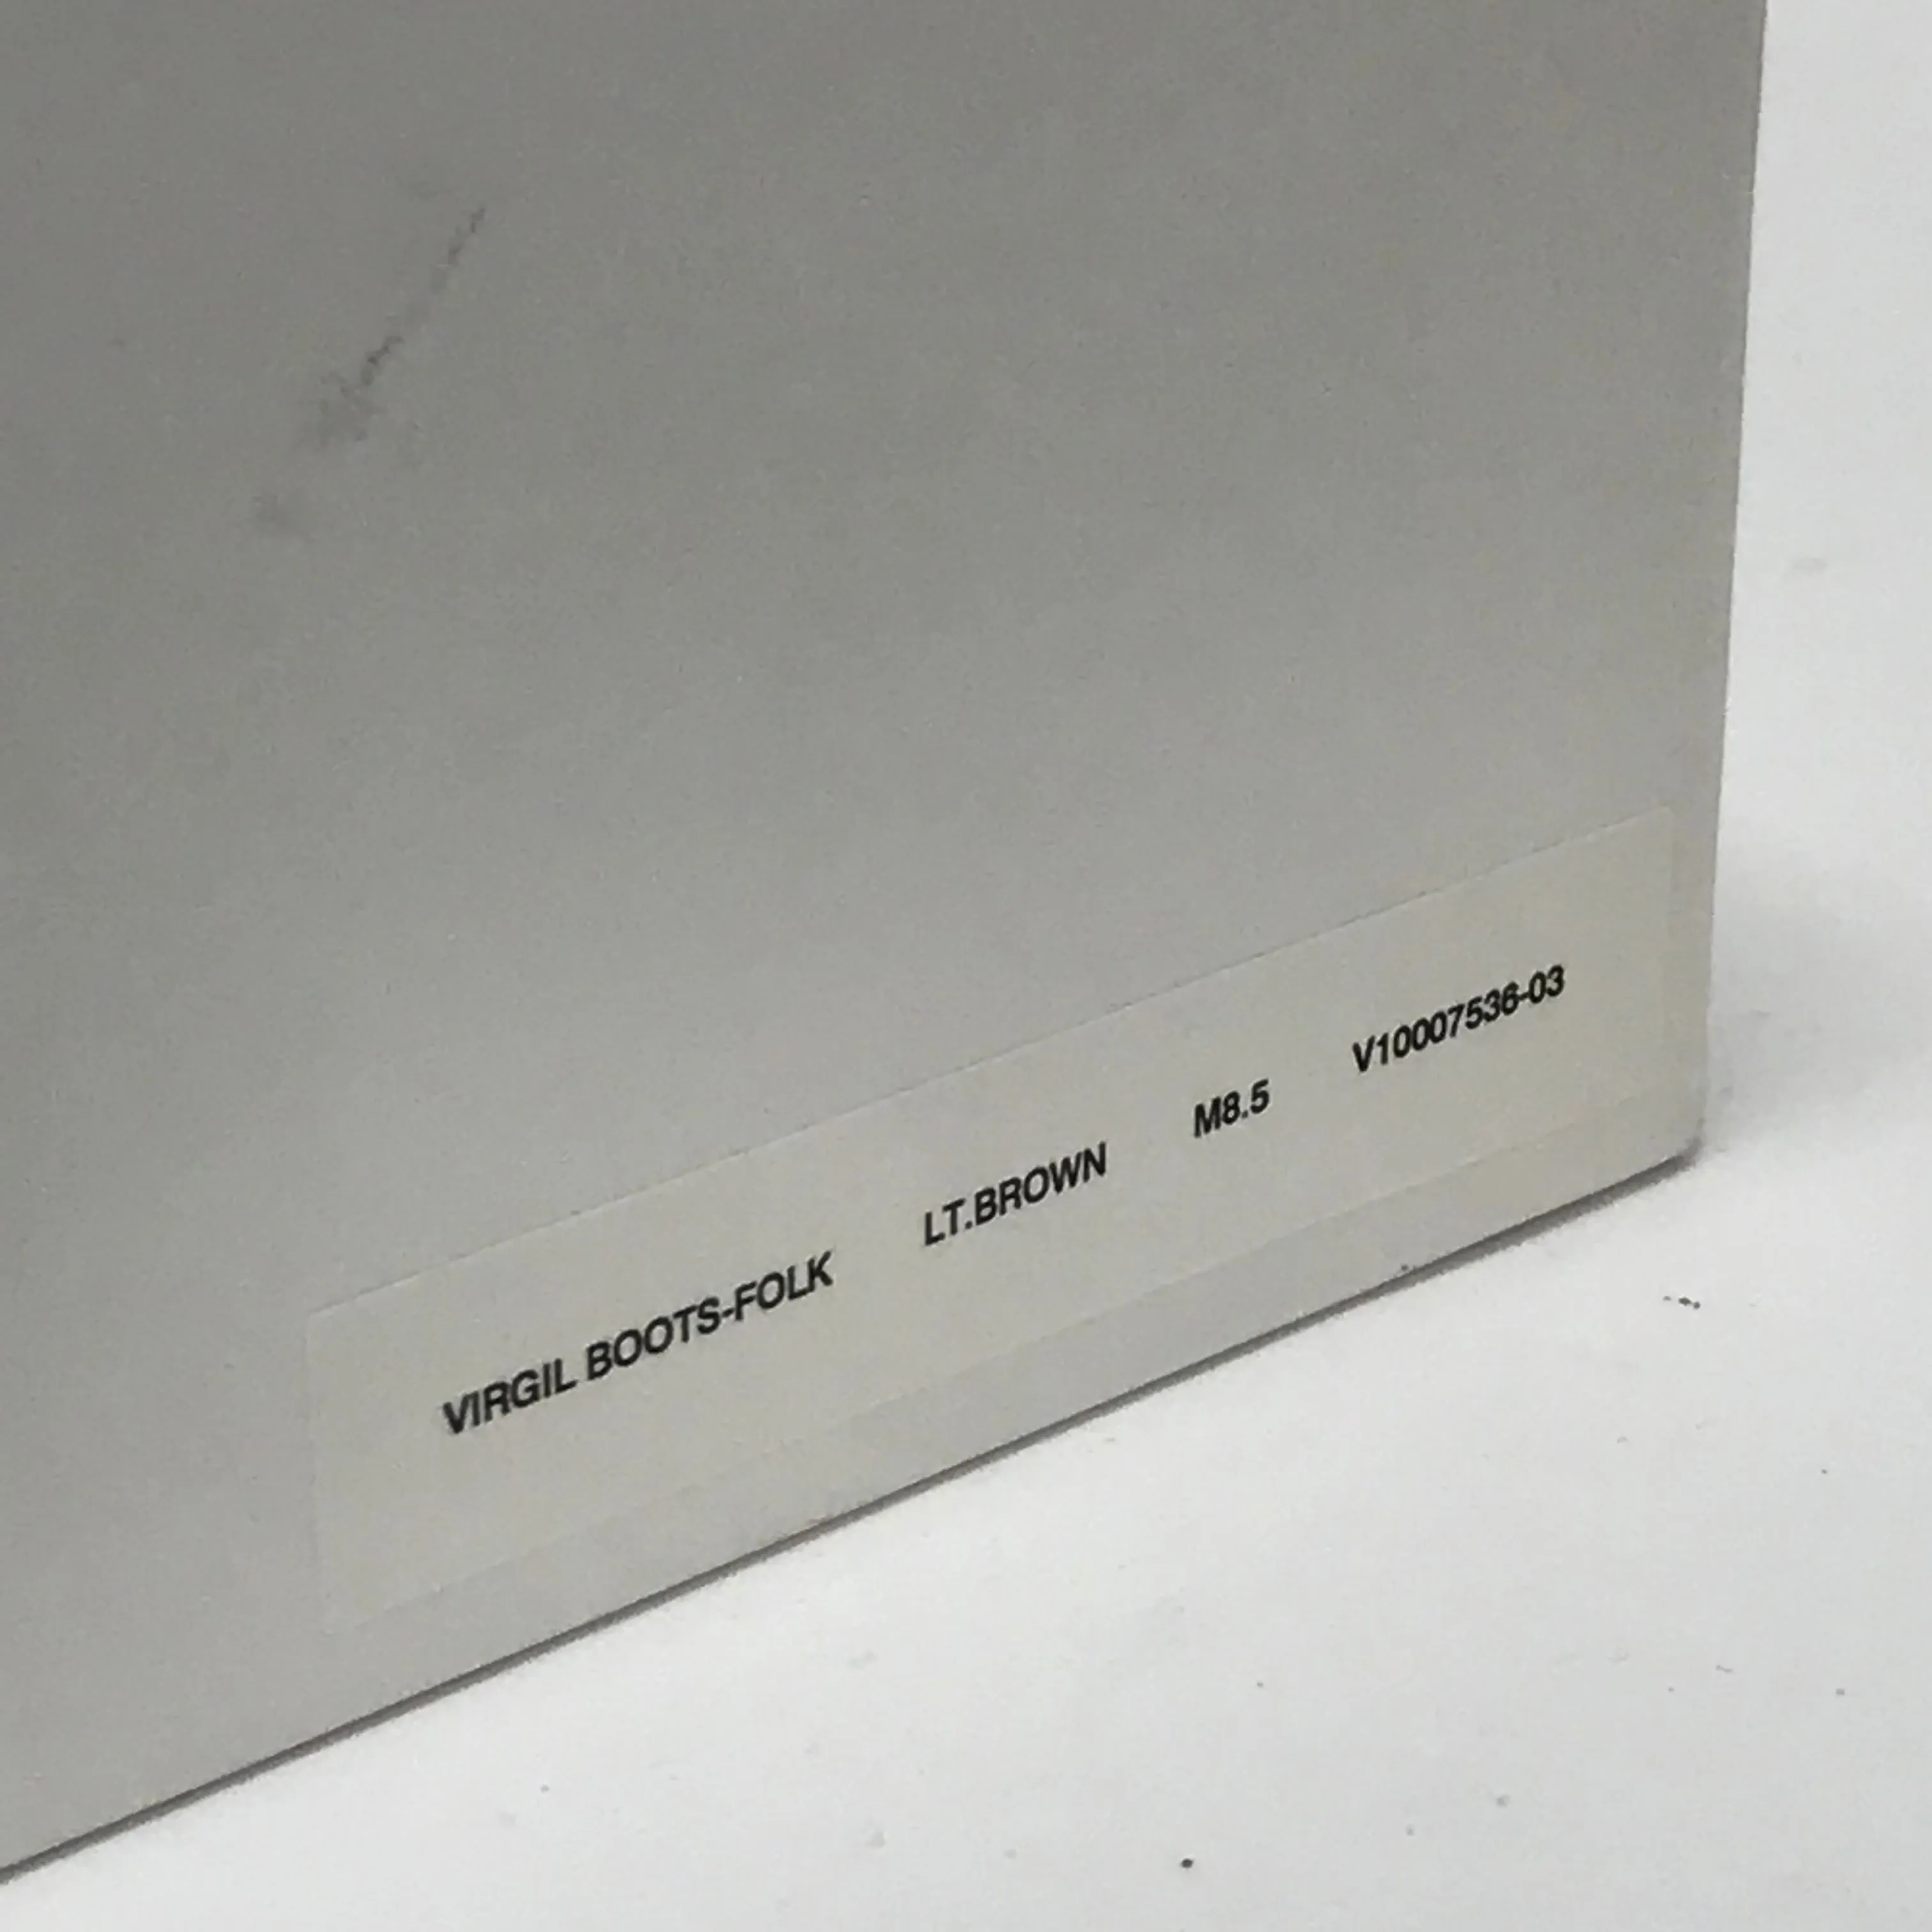 VIRGIL BOOTS-FOLK LT.BROWN M8.5 V10007536-03